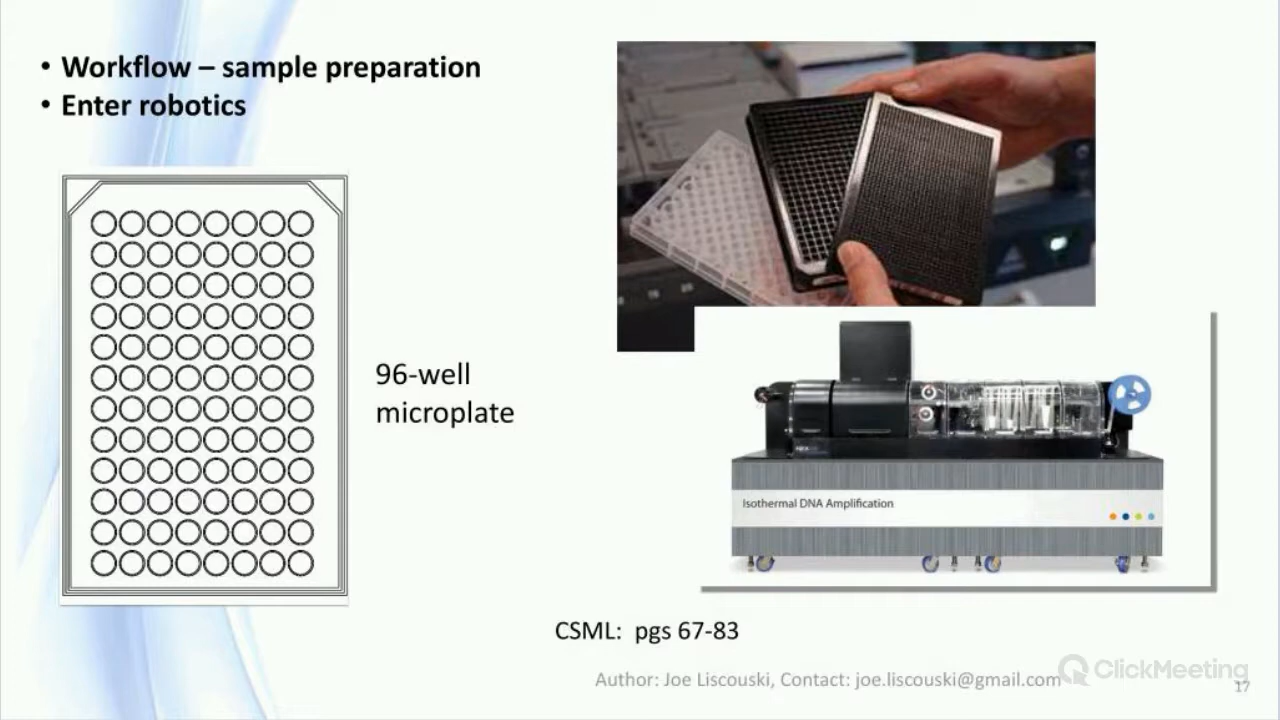 • Workflow – sample preparation
• Enter robotics
96-well
microplate
Isothermal DNA Amplification
CSML: pgs 67-83
Author: Joe Liscouski, Contact: joe.liscouski@gmail.com
ClickMeeting
17